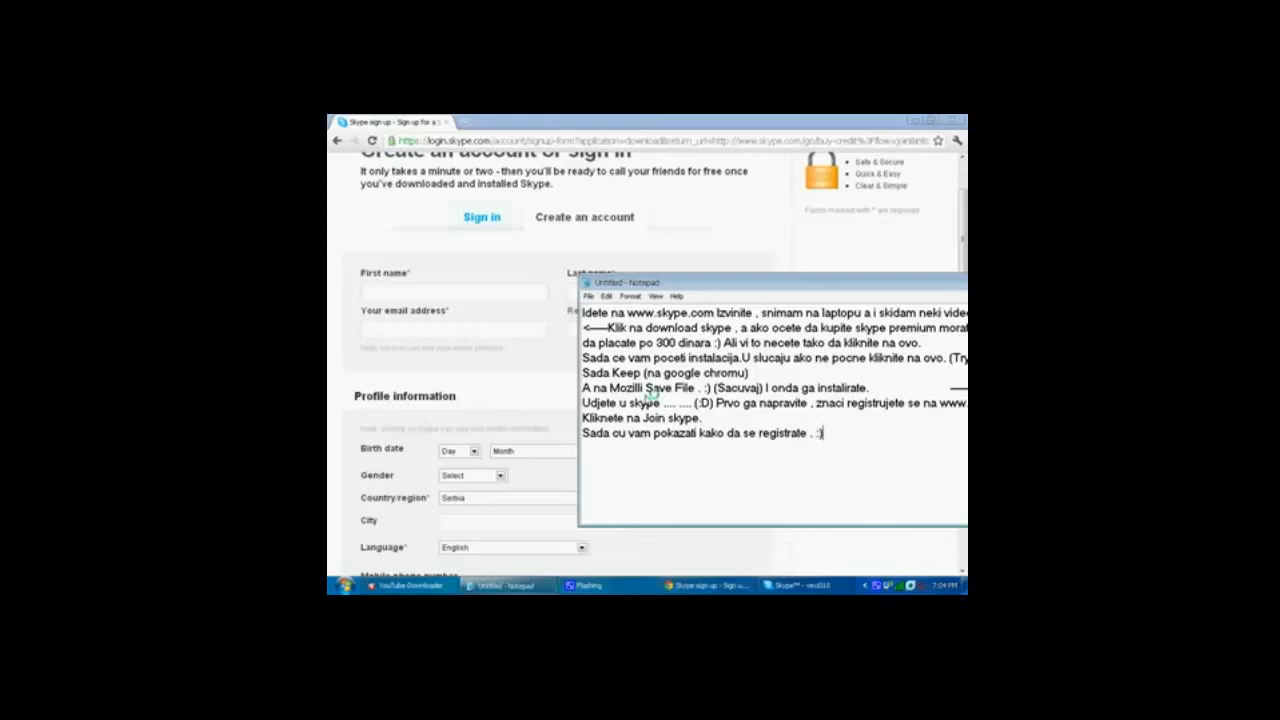 Skype sign up - Sign up for a S
https://login.skype.com/account/signup-form?application=download&return_url=http://www.skype.com/go/buy-credit
Create an account or sign in
It only takes a minute or two - then you'll be ready to call your friends for free once
you've downloaded and installed Skype.
Safe & Secure
Quick & Easy
Clear & Simple
Fields marked with * are required
Sign in
Create an account
First name*
Last name*
Your email address*
Re
Profile information
Birth date
Day
Month
Gender
Select
Country/region*
Serbia
City
Language*
English
Mobile phone number
Untitled - Notepad
File Edit Format View Help
Idete na www.skype.com Izvinite , snimam na laptopu a i skidam neki vide
<----Klik na download skype , a ako ocete da kupite skype premium morat
da placate po 300 dinara :) Ali vi to necete tako da kliknite na ovo.
Sada ce vam poceti instalacija.U slucaju ako ne pocne kliknite na ovo. (Try
Sada Keep (na google chromu)
A na Mozilli Save File . :) (Sacuvaj) I onda ga instalirate. ----
Udjete u skype .... .... (:D) Prvo ga napravite , znaci registrujete se na www.
Kliknete na Join skype.
Sada cu vam pokazati kako da se registrate . :)
YouTube Downloader
Untitled - Notepad
Flashing
Skype sign up - Sign u...
Skype™ - vexi010
7:04 PM